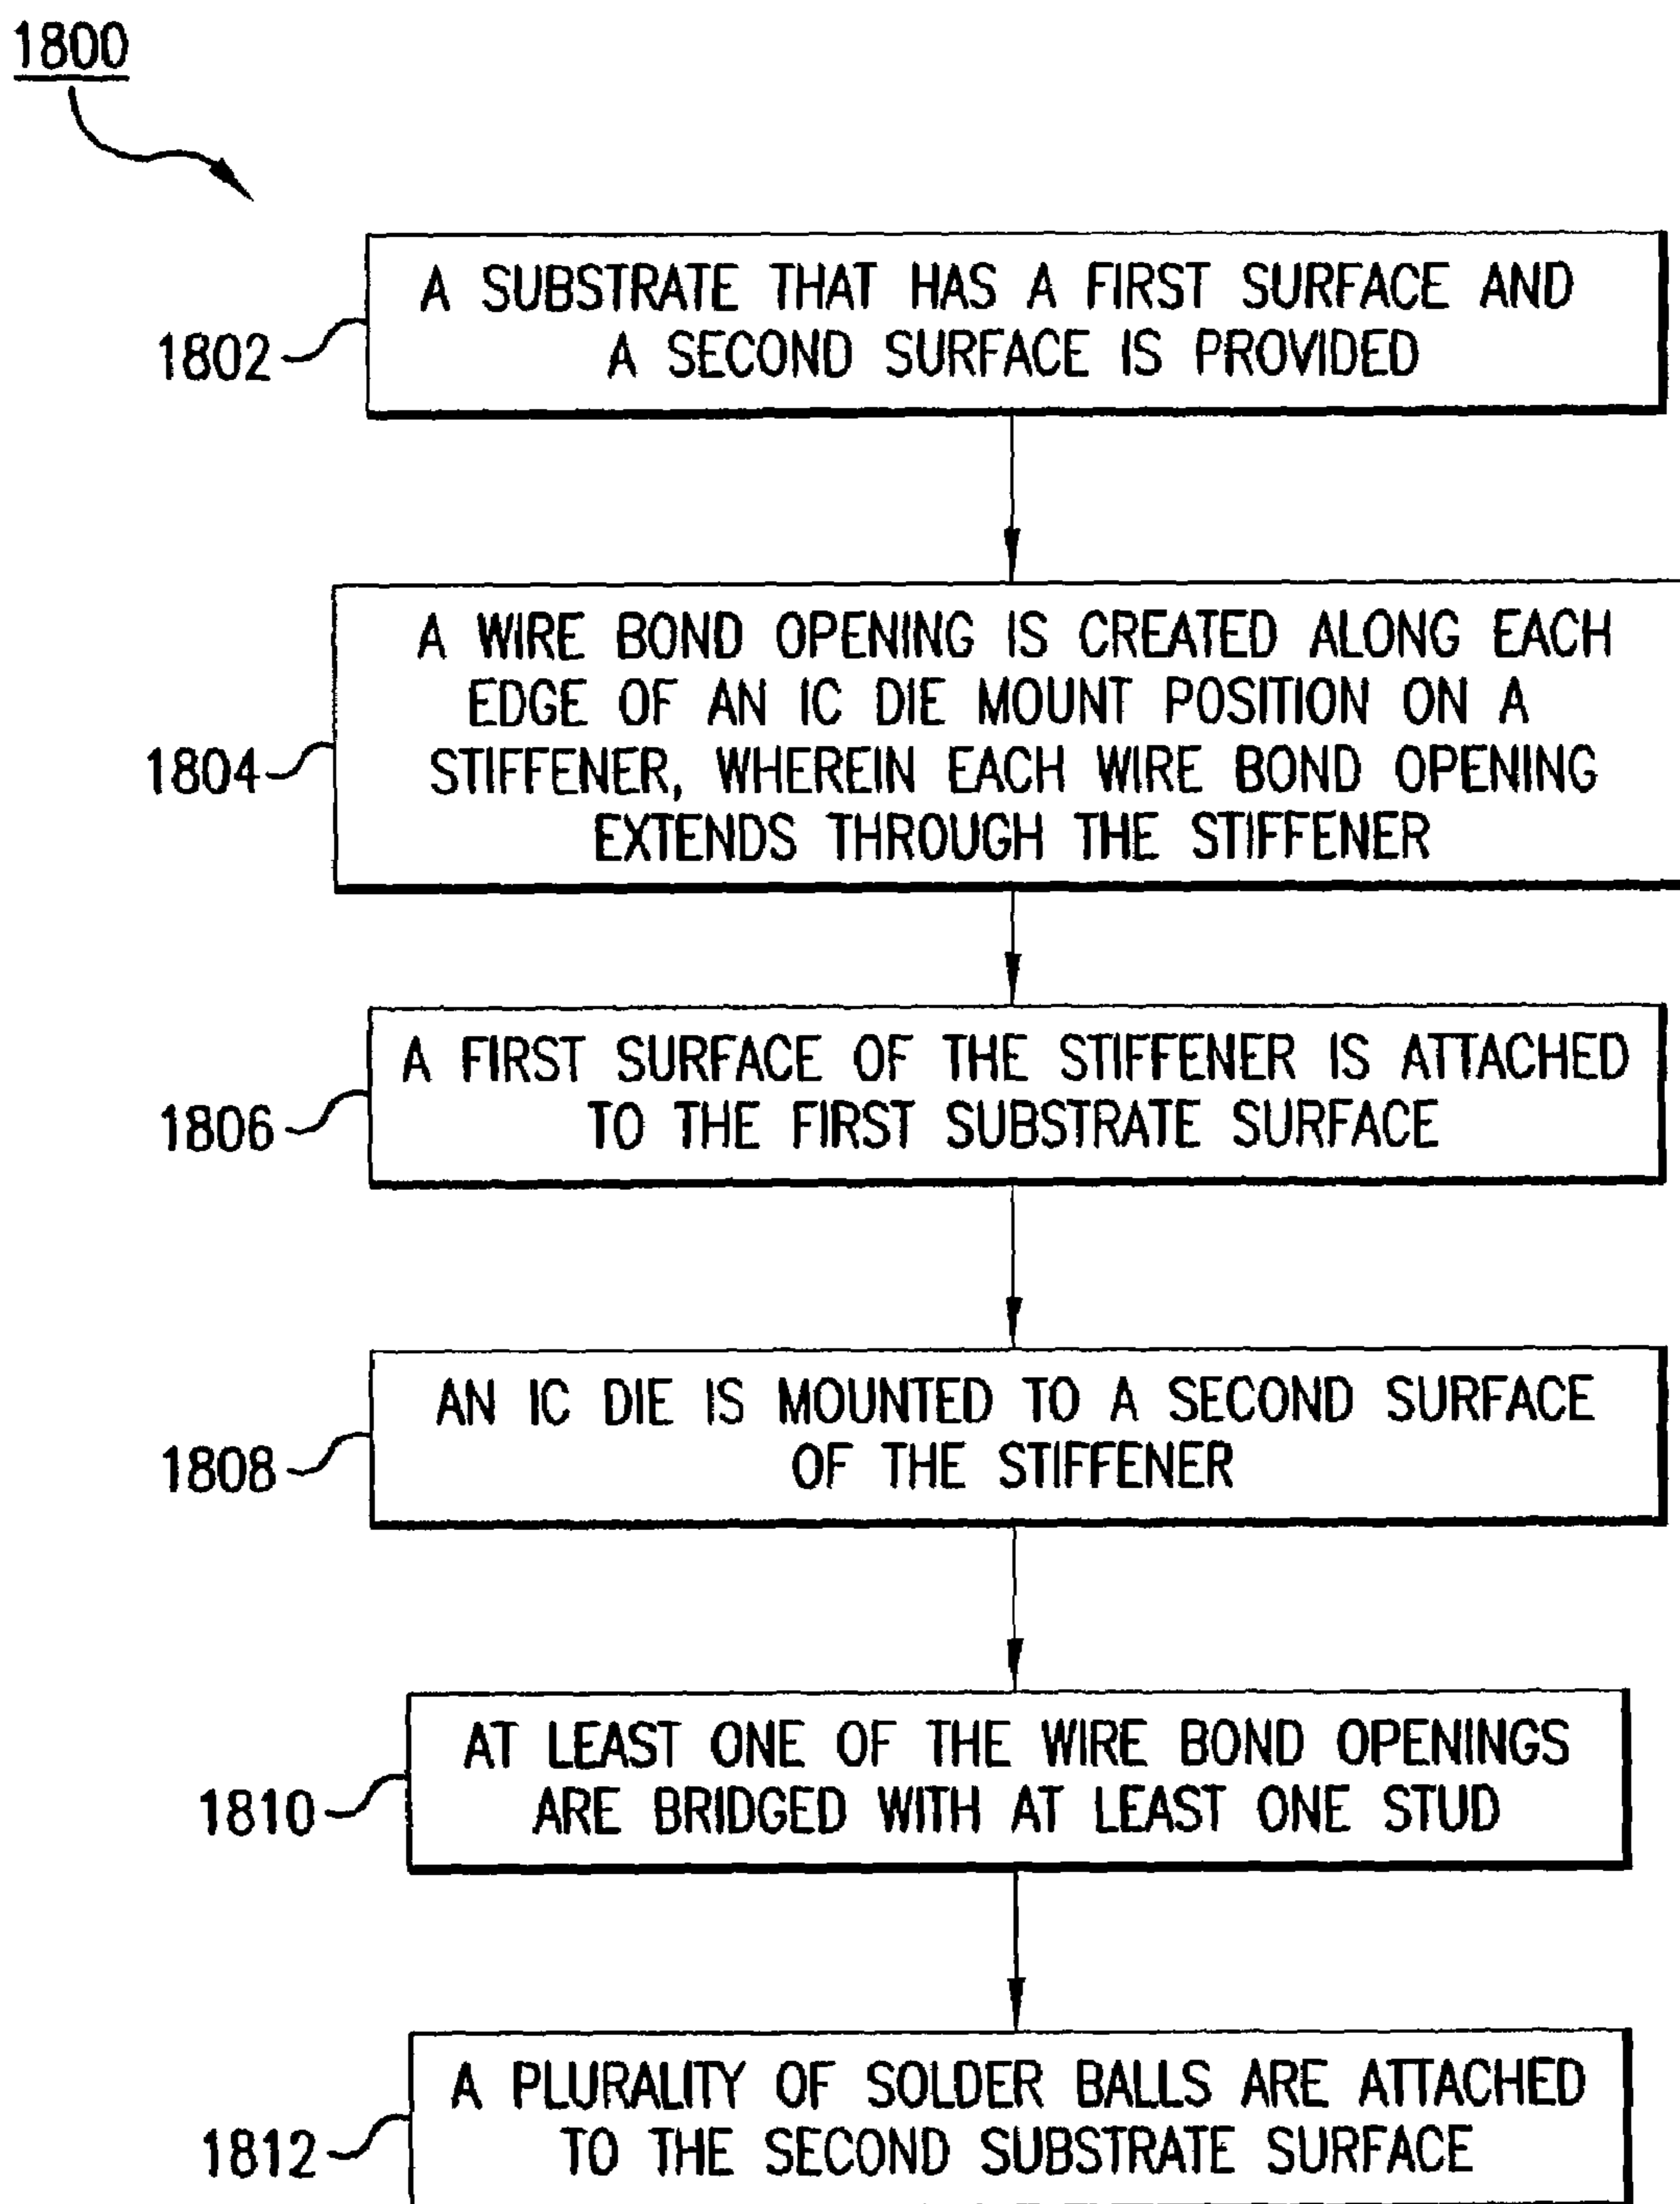 1800
A SUBSTRATE THAT HAS A FIRST SURFACE AND
A SECOND SURFACE IS PROVIDED
1802
A WIRE BOND OPENING IS CREATED ALONG EACH
EDGE OF AN IC DIE MOUNT POSITION ON A
STIFFENER, WHEREIN EACH WIRE BOND OPENING
EXTENDS THROUGH THE STIFFENER
1804
A FIRST SURFACE OF THE STIFFENER IS ATTACHED
TO THE FIRST SUBSTRATE SURFACE
1806
AN IC DIE IS MOUNTED TO A SECOND SURFACE
OF THE STIFFENER
1808
AT LEAST ONE OF THE WIRE BOND OPENINGS
ARE BRIDGED WITH AT LEAST ONE STUD
1810
A PLURALITY OF SOLDER BALLS ARE ATTACHED
TO THE SECOND SUBSTRATE SURFACE
1812